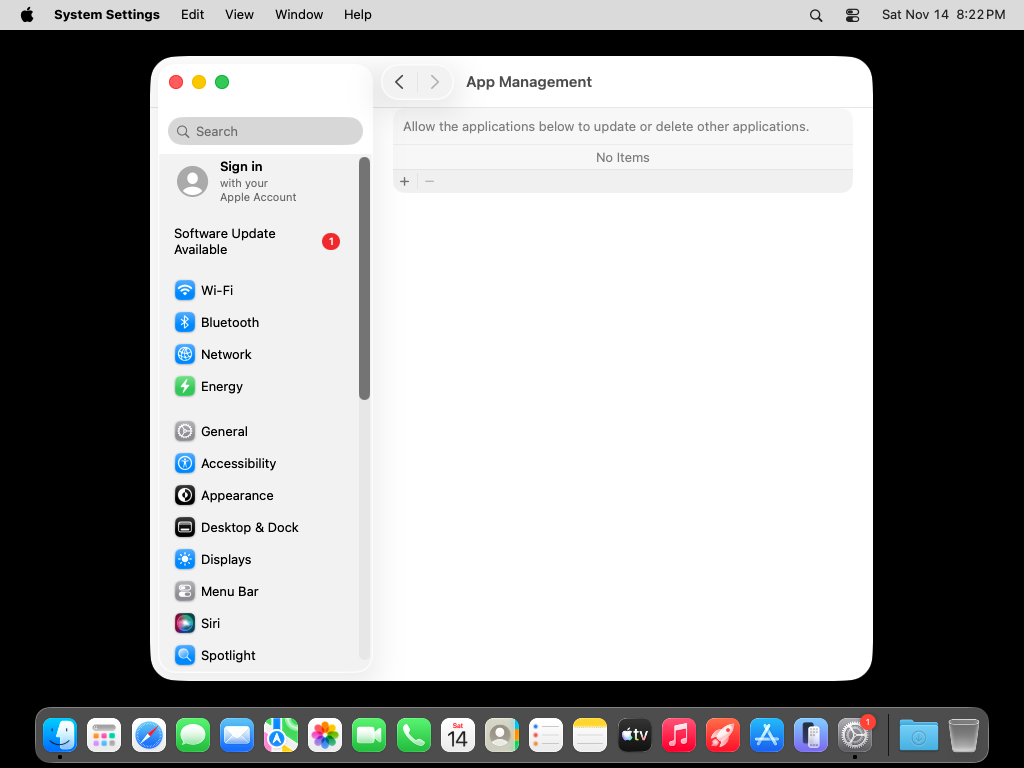 System Settings Edit View Window Help Sat Nov 14 8:22 PM
App Management
Search
Allow the applications below to update or delete other applications.
No Items
+ −
Sign in
with your
Apple Account
Software Update
Available
1
Wi-Fi
Bluetooth
Network
Energy
General
Accessibility
Appearance
Desktop & Dock
Displays
Menu Bar
Siri
Spotlight
Sat
14
tv
1